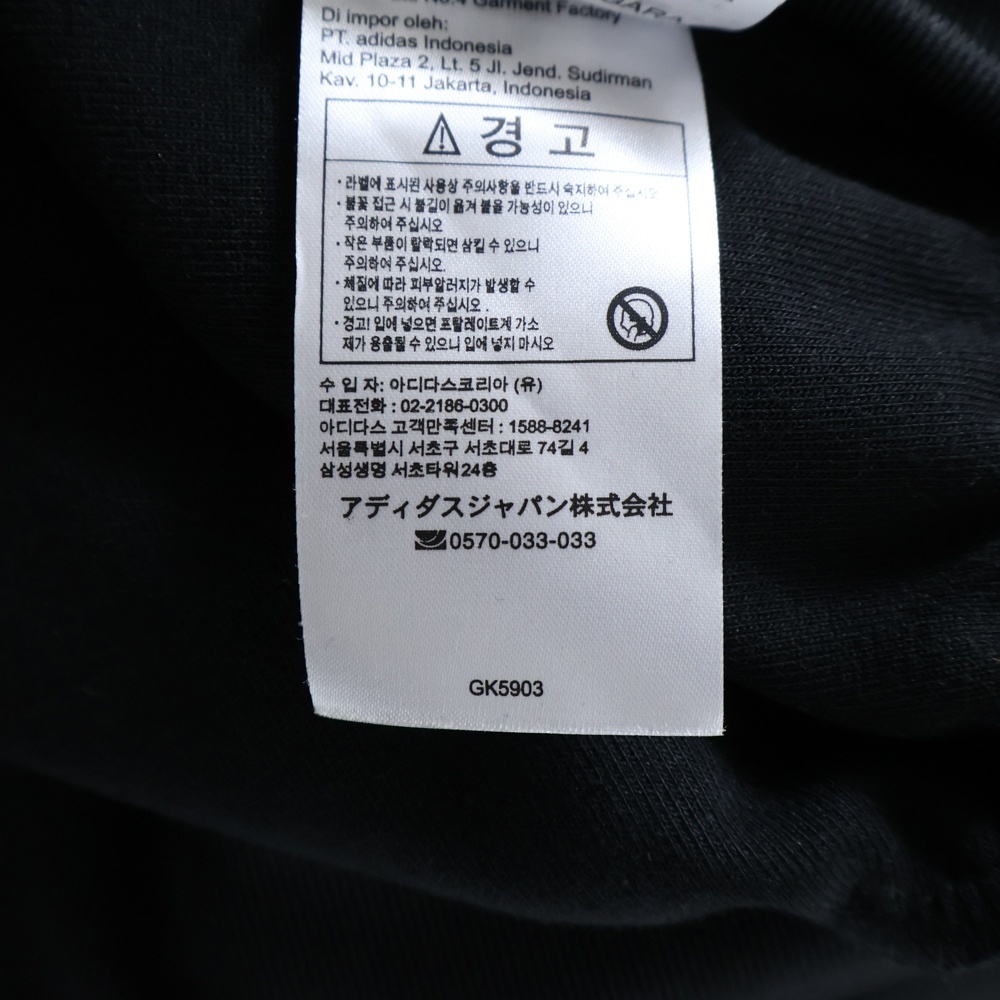 No.4 Garment Factory
Di impor oleh:
PT. adidas Indonesia
Mid Plaza 2, Lt. 5 Jl. Jend. Sudirman
Kav. 10-11 Jakarta, Indonesia
경 고
· 라벨에 표시된 사용상 주의사항을 반드시 숙지하여 주십시오
· 불꽃 접근 시 불길이 옮겨 붙을 가능성이 있으니
주의하여 주십시오
· 작은 부품이 탈락되면 삼킬 수 있으니
주의하여 주십시오.
· 체질에 따라 피부알러지가 발생할 수
있으니 주의하여 주십시오 .
· 경고! 입에 넣으면 프탈레이트계 가소
제가 용출될 수 있으니 입에 넣지 마시오
수 입 자: 아디다스코리아 (유)
대표전화 : 02-2186-0300
아디다스 고객만족센터 : 1588-8241
서울특별시 서초구 서초대로 74길 4
삼성생명 서초타워24층
アディダスジャパン株式会社
0570-033-033
GK5903